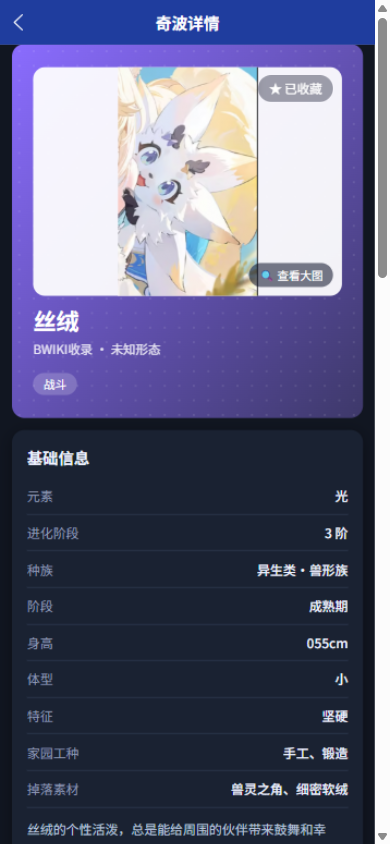 奇波详情
★ 已收藏
查看大图
丝绒
BWIKI收录 · 未知形态
战斗
基础信息
元素 光
进化阶段 3 阶
种族 异生类·兽形族
阶段 成熟期
身高 055cm
体型 小
特征 坚硬
家园工种 手工、锻造
掉落素材 兽灵之角、细密软绒
丝绒的个性活泼，总是能给周围的伙伴带来鼓舞和幸